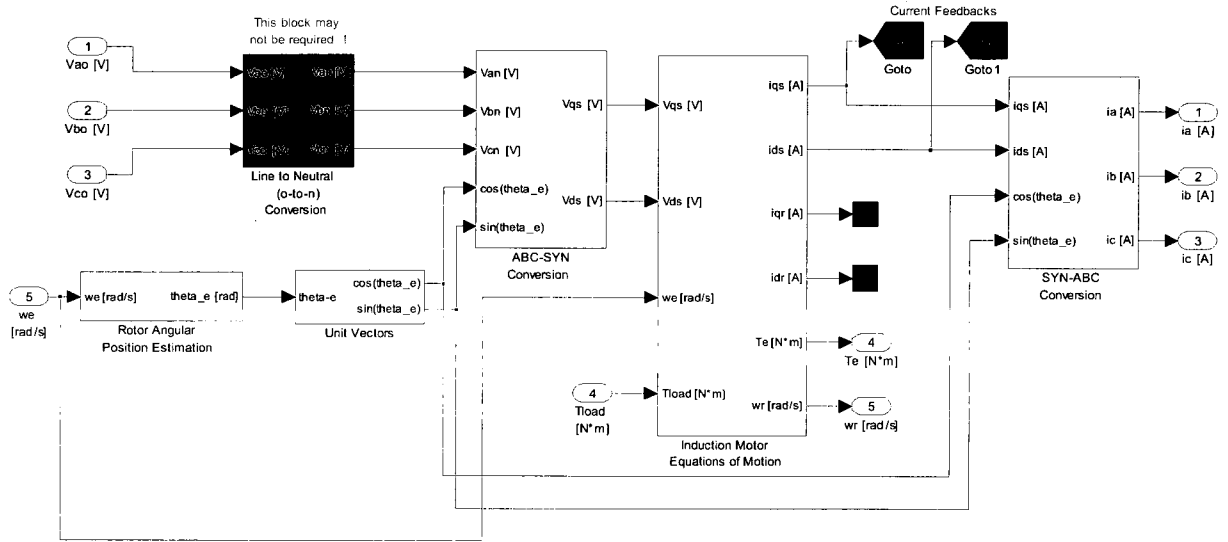 This block may
not be required !
Current Feedbacks
1
Vao [V]
2
Vbo [V]
3
Vco [V]
Line to Neutral
(o-to-n)
Conversion
Van [V]
Vbn [V]
Vcn [V]
cos(theta_e)
sin(theta_e)
Vqs [V]
Vds [V]
ABC-SYN
Conversion
5
we
[rad/s]
we [rad/s]
theta_e [rad]
Rotor Angular
Position Estimation
theta-e
cos(theta_e)
sin(theta_e)
Unit Vectors
4
Tload
[N*m]
Vqs [V]
Vds [V]
we [rad/s]
Tload [N*m]
iqs [A]
ids [A]
iqr [A]
idr [A]
Te [N*m]
wr [rad/s]
Induction Motor
Equations of Motion
Goto
Goto1
4
Te [N*m]
5
wr [rad/s]
iqs [A]
ids [A]
cos(theta_e)
sin(theta_e)
ia [A]
ib [A]
ic [A]
SYN-ABC
Conversion
1
ia [A]
2
ib [A]
3
ic [A]